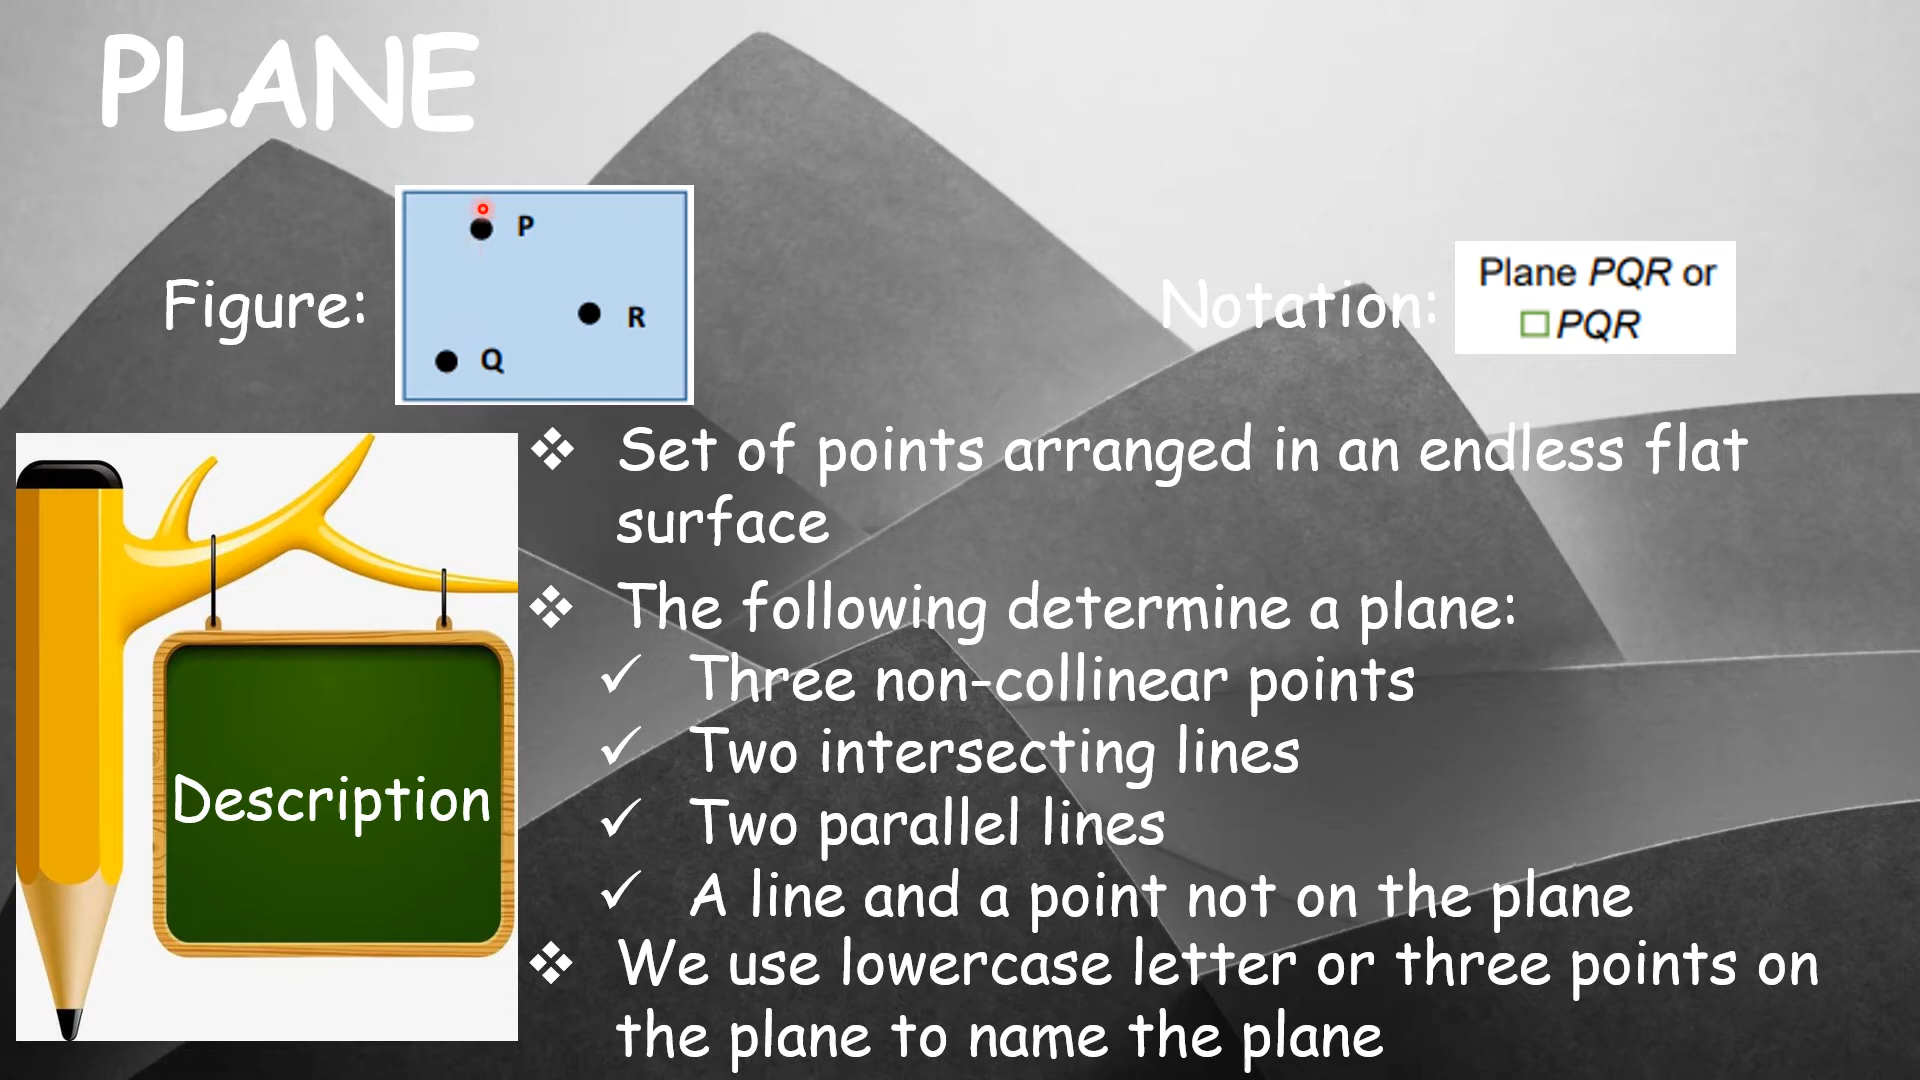 PLANE
Figure:
P
R
Q
Notation:
Plane PQR or
□PQR
Description
❖ Set of points arranged in an endless flat
surface
❖ The following determine a plane:
✓ Three non-collinear points
✓ Two intersecting lines
✓ Two parallel lines
✓ A line and a point not on the plane
❖ We use lowercase letter or three points on
the plane to name the plane